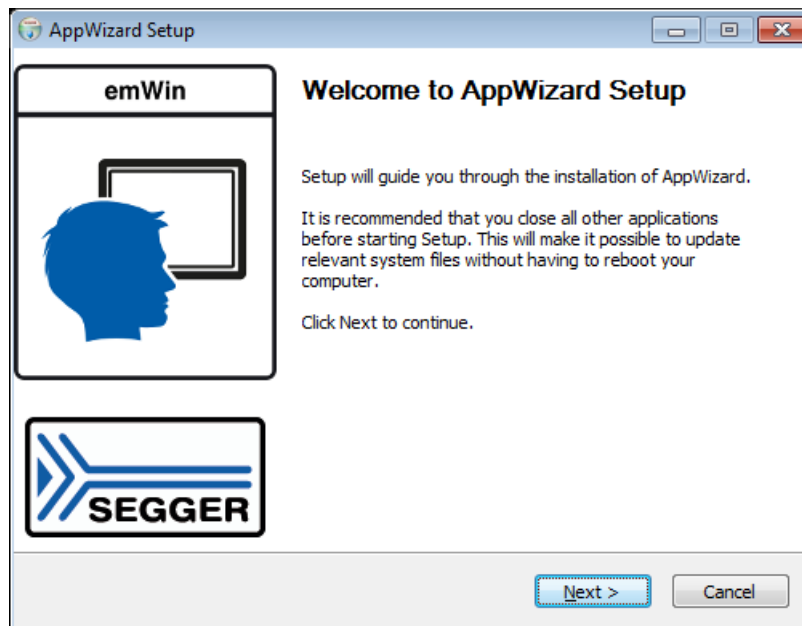 AppWizard Setup
emWin
Welcome to AppWizard Setup
Setup will guide you through the installation of AppWizard.
It is recommended that you close all other applications
before starting Setup. This will make it possible to update
relevant system files without having to reboot your
computer.
Click Next to continue.
SEGGER
Next >
Cancel